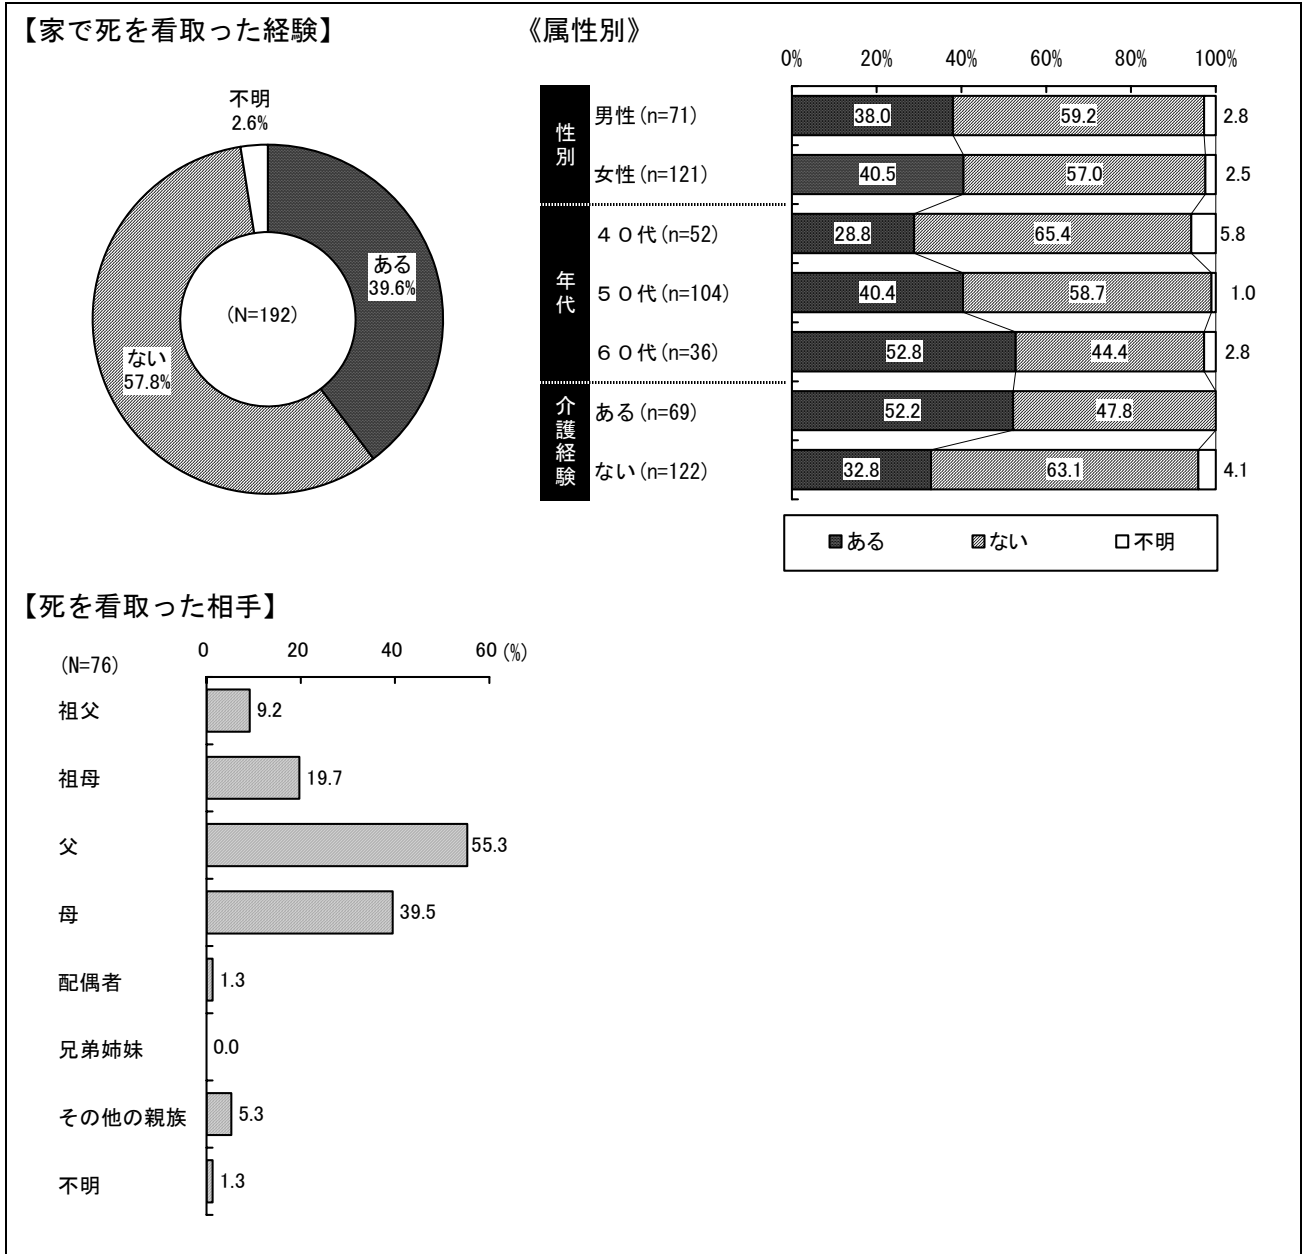 【家で死を看取った経験】
《属性別》
不明
2.6%
ある
39.6%
(N=192)
ない
57.8%
0% 20% 40% 60% 80% 100%
性別
男性(n=71) 38.0 59.2 2.8
女性(n=121) 40.5 57.0 2.5
年代
４０代(n=52) 28.8 65.4 5.8
５０代(n=104) 40.4 58.7 1.0
６０代(n=36) 52.8 44.4 2.8
介護経験
ある(n=69) 52.2 47.8
ない(n=122) 32.8 63.1 4.1
ある ない 不明
【死を看取った相手】
(N=76)
0 20 40 60 (%)
祖父 9.2
祖母 19.7
父 55.3
母 39.5
配偶者 1.3
兄弟姉妹 0.0
その他の親族 5.3
不明 1.3